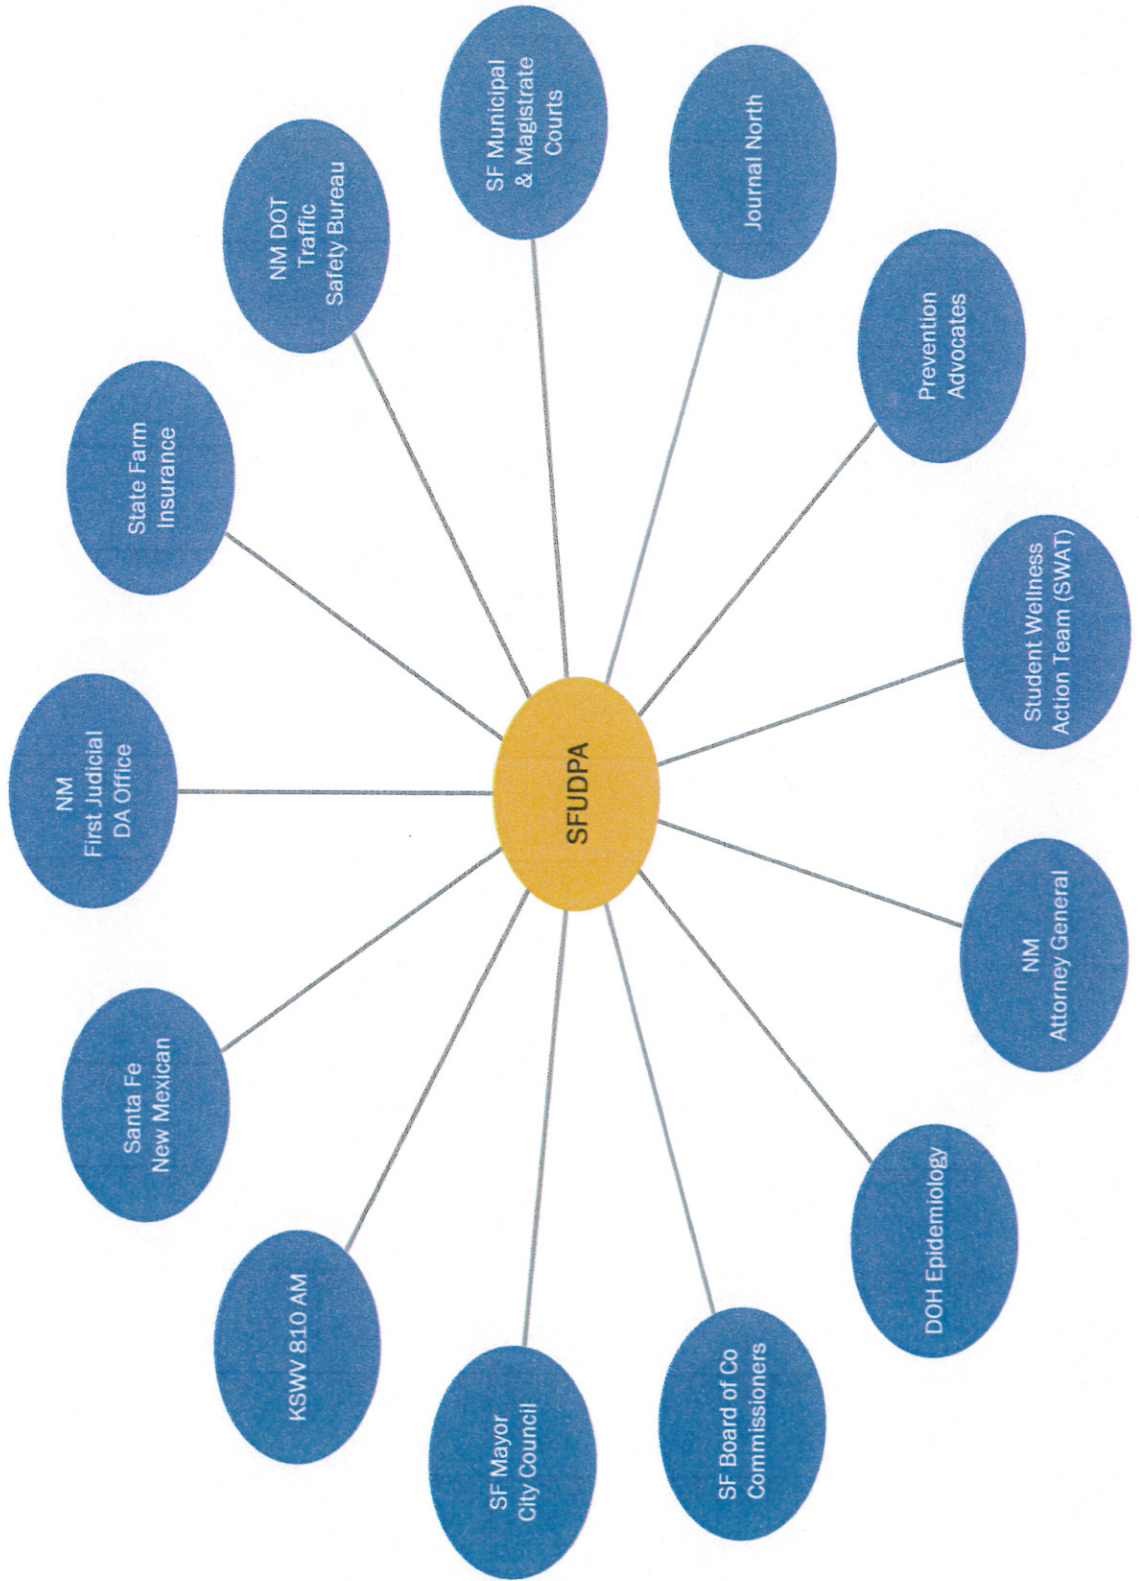 NM
First Judicial
DA Office
State Farm
Insurance
NM DOT
Traffic
Safety Bureau
SF Municipal
& Magistrate
Courts
Journal North
Prevention
Advocates
Student Wellness
Action Team (SWAT)
NM
Attorney General
DOH Epidemiology
SF Board of Co
Commissioners
SF Mayor
City Council
KSWV 810 AM
Santa Fe
New Mexican
SFUDPA